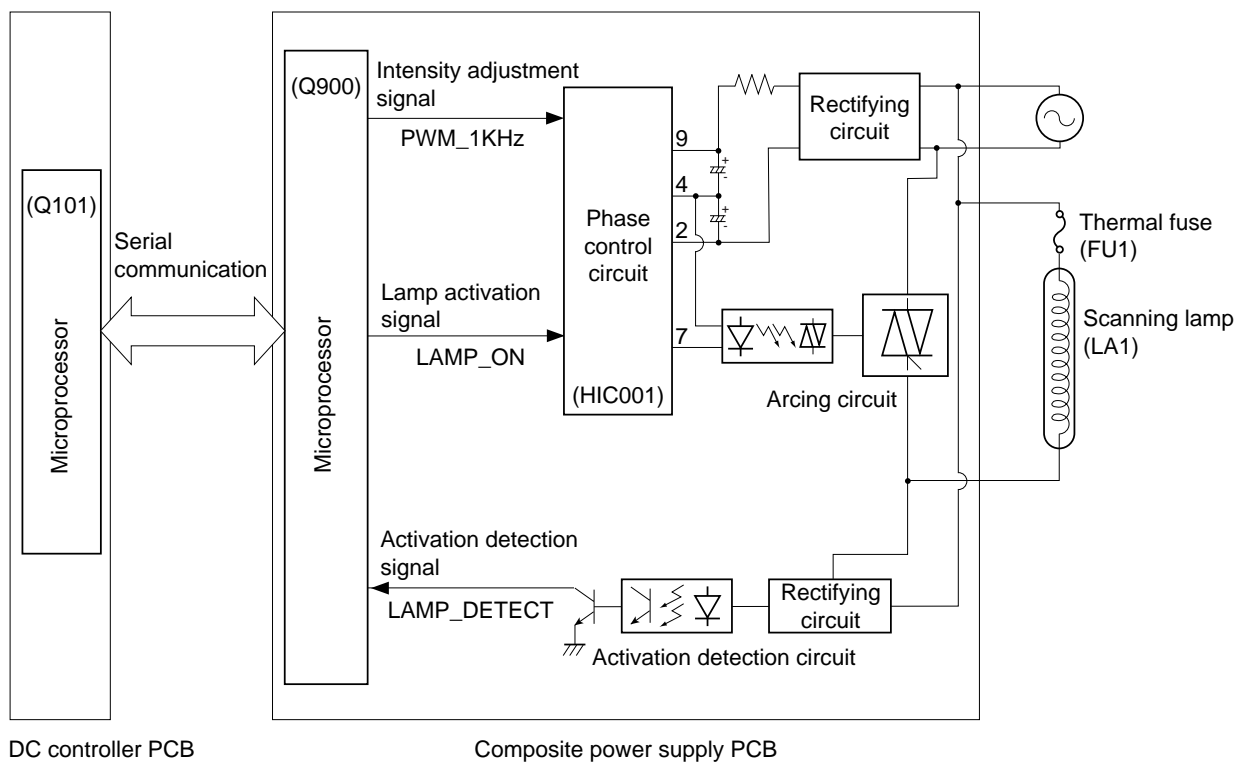 (Q900)
Intensity adjustment
signal
PWM_1KHz
Rectifying
circuit
9
4
2
7
+
-
+
-
(Q101)
Microprocessor
Serial
communication
Microprocessor
Phase
control
circuit
(HIC001)
Thermal fuse
(FU1)
Scanning lamp
(LA1)
Lamp activation
signal
LAMP_ON
Arcing circuit
Activation detection
signal
LAMP_DETECT
Rectifying
circuit
Activation detection circuit
DC controller PCB
Composite power supply PCB